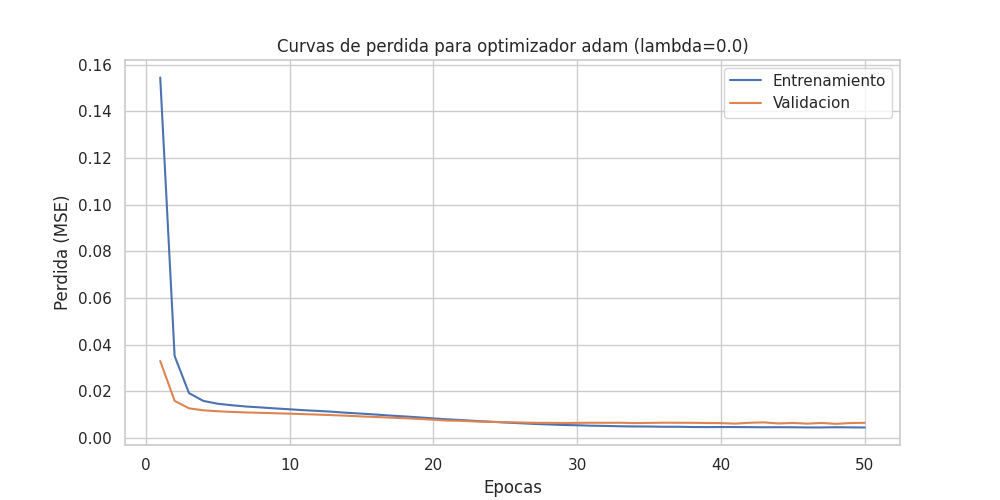 Curvas de perdida para optimizador adam (lambda=0.0)
Entrenamiento
Validacion
Perdida (MSE)
0.16
0.14
0.12
0.10
0.08
0.06
0.04
0.02
0.00
0 10 20 30 40 50
Epocas